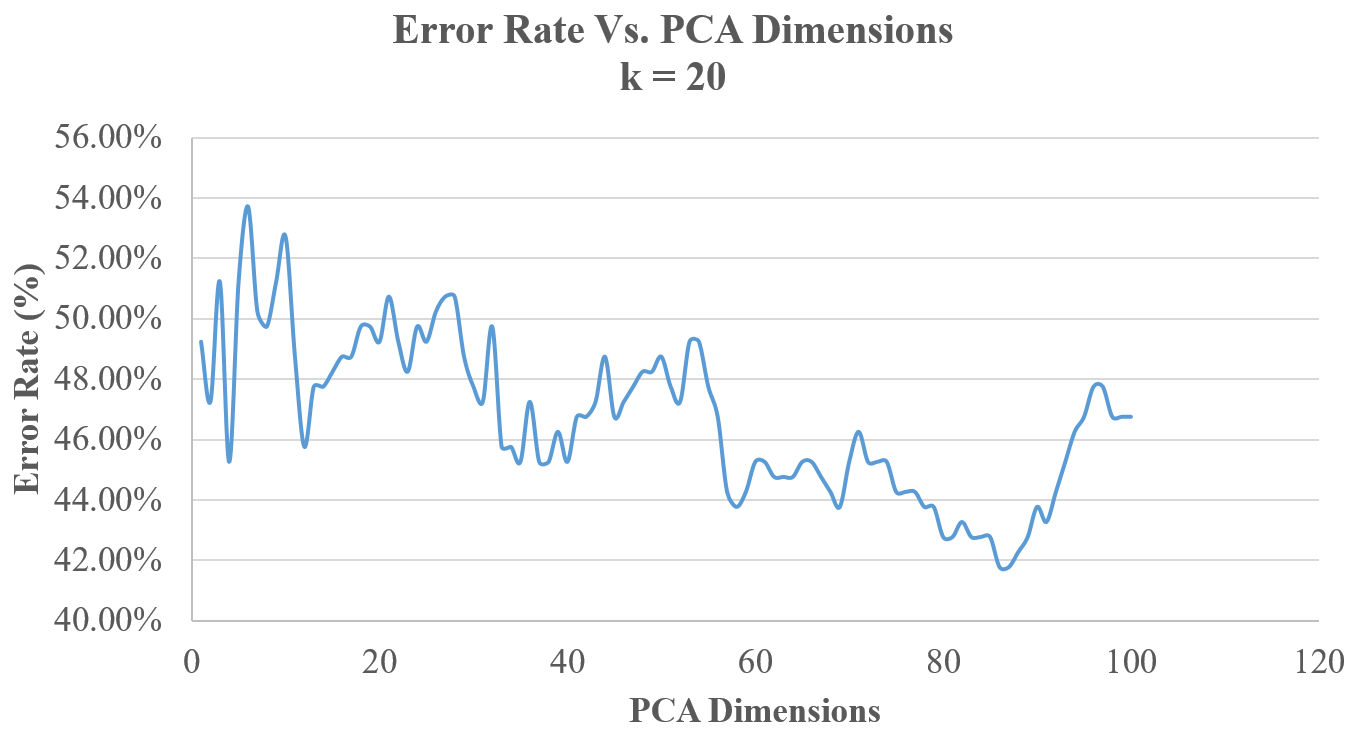 Error Rate Vs. PCA Dimensions
k = 20
56.00%
54.00%
52.00%
50.00%
48.00%
46.00%
44.00%
42.00%
40.00%
Error Rate (%)
0 20 40 60 80 100 120
PCA Dimensions